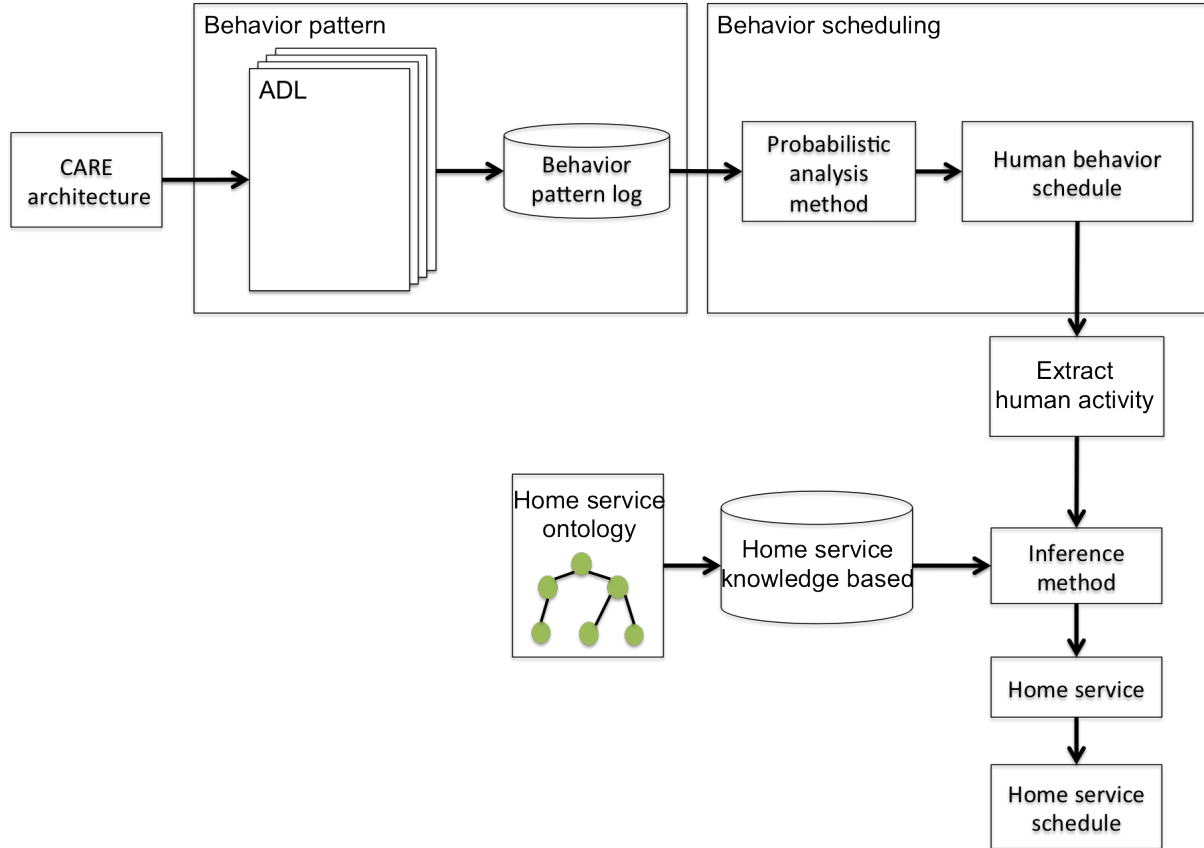 Behavior pattern
Behavior scheduling
ADL
CARE
architecture
Behavior
pattern log
Probabilistic
analysis
method
Human behavior
schedule
Extract
human activity
Home service
ontology
Home service
knowledge based
Inference
method
Home service
Home service
schedule